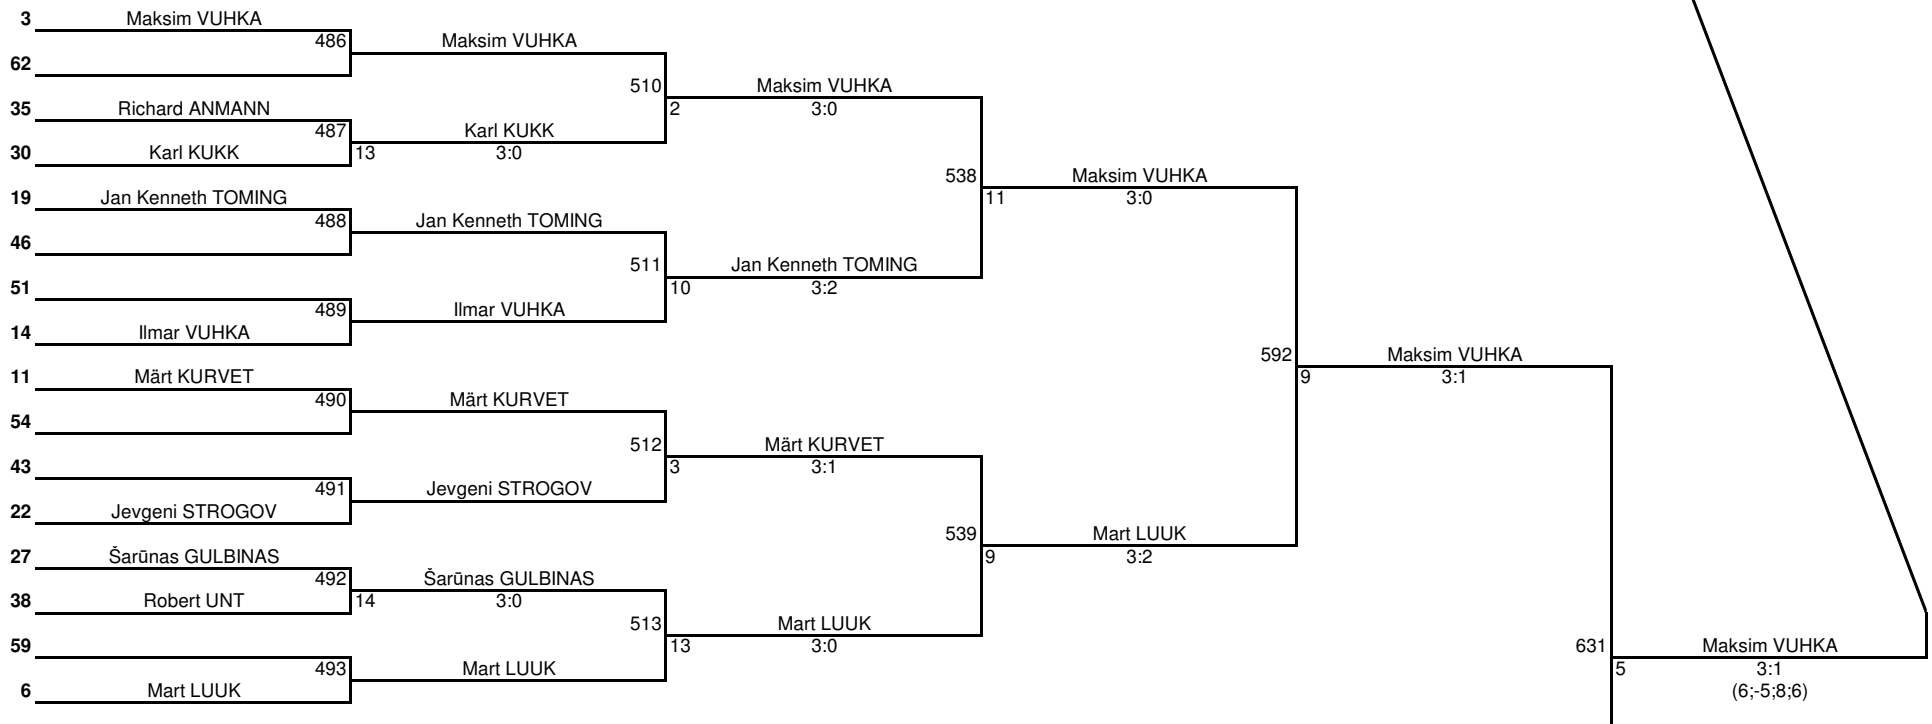 3 Maksim VUHKA
486 Maksim VUHKA
62
510 Maksim VUHKA
35 Richard ANMANN
2 3:0
487 Karl KUKK
30 Karl KUKK
13 3:0
538 Maksim VUHKA
19 Jan Kenneth TOMING
11 3:0
488 Jan Kenneth TOMING
46
511 Jan Kenneth TOMING
51
10 3:2
489 Ilmar VUHKA
14 Ilmar VUHKA
592 Maksim VUHKA
11 Märt KURVET
9 3:1
490 Märt KURVET
54
512 Märt KURVET
43
3 3:1
491 Jevgeni STROGOV
22 Jevgeni STROGOV
539 Mart LUUK
27 Šarūnas GULBINAS
9 3:2
492 Šarūnas GULBINAS
38 Robert UNT
14 3:0
513 Mart LUUK
59
13 3:0
631 Maksim VUHKA
493 Mart LUUK
5 3:1
6 Mart LUUK
(6;-5;8;6)